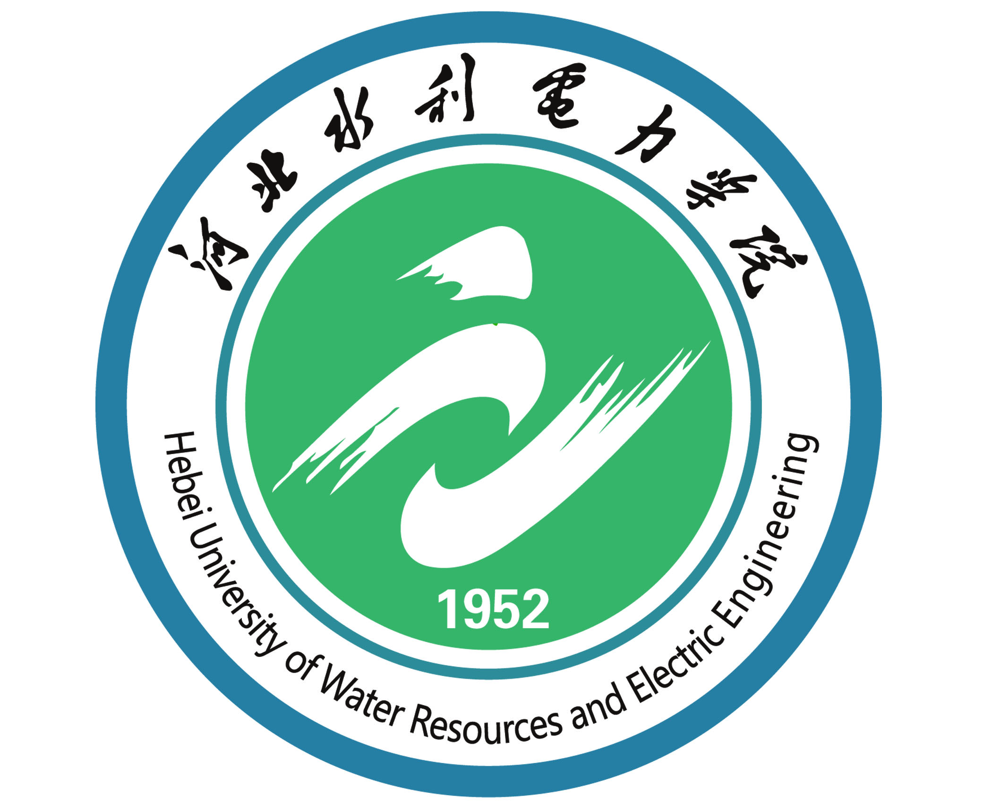 河北水利電力學院
1952
Hebei University of Water Resources and Electric Engineering